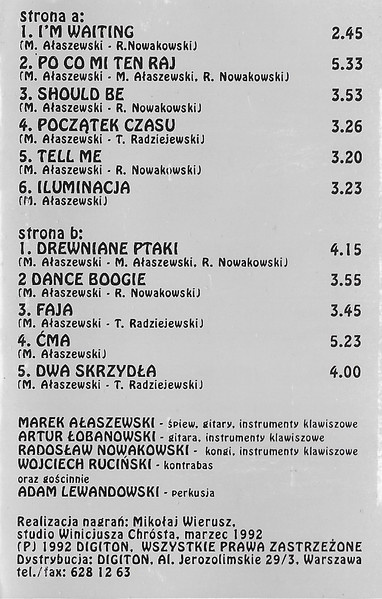 strona a:
1. I'M WAITING 2.45
(M. Ałaszewski - R.Nowakowski)
2. PO CO MI TEN RAJ 5.33
(M. Ałaszewski - M. Ałaszewski, R. Nowakowski)
3. SHOULD BE 3.53
(M. Ałaszewski - R. Nowakowski)
4. POCZĄTEK CZASU 3.26
(M. Ałaszewski - T. Radziejewski)
5. TELL ME 3.20
(M. Ałaszewski - R. Nowakowski)
6. ILUMINACJA 3.23
(M. Ałaszewski)
strona b:
1. DREWNIANE PTAKI 4.15
(M. Ałaszewski - M. Ałaszewski, R. Nowakowski)
2 DANCE BOOGIE 3.55
(M. Ałaszewski - R. Nowakowski)
3. FAJA 3.45
(M. Ałaszewski - T. Radziejewski)
4. ĆMA 5.23
(M. Ałaszewski)
5. DWA SKRZYDŁA 4.00
(M. Ałaszewski - T. Radziejewski)
MAREK AŁASZEWSKI - śpiew, gitary, instrumenty klawiszowe
ARTUR ŁOBANOWSKI - gitara, instrumenty klawiszowe
RADOSŁAW NOWAKOWSKI - kongi, instrumenty klawiszowe
WOJCIECH RUCIŃSKI - kontrabas
oraz gościnnie
ADAM LEWANDOWSKI - perkusja
Realizacja nagrań: Mikołaj Wierusz,
studio Winicjusza Chrósta, marzec 1992
(P) 1992 DIGITON, WSZYSTKIE PRAWA ZASTRZEŻONE
Dystrybucja: DIGITON, Al. Jerozolimskie 29/3, Warszawa
tel./fax: 628 12 63